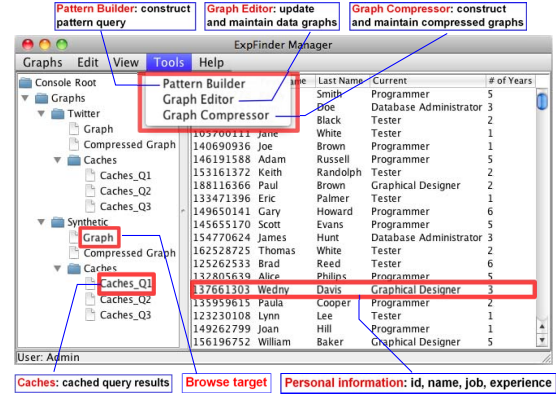 Pattern Builder: construct
pattern query
Graph Editor: update
and maintain data graphs
Graph Compressor: construct
and maintain compressed graphs
ExpFinder Manager
Graphs Edit View Tools Help
Pattern Builder
Graph Editor
Graph Compressor
Console Root
Graphs
Twitter
Graph
Compressed Graph
Caches
Caches_Q1
Caches_Q2
Caches_Q3
Synthetic
Graph
Compressed Graph
Caches
Caches_Q1
Caches_Q2
Caches_Q3
Last Name Current # of Years
Smith Programmer 5
Doe Database Administrator 3
Black Tester 2
105700111 Jane White Tester 1
140690936 Joe Brown Programmer 1
146191588 Adam Russell Programmer 5
153161372 Keith Randolph Tester 2
188116366 Paul Brown Graphical Designer 2
133471396 Eric Palmer Tester 1
149650141 Gary Howard Programmer 6
145655170 Scott Evans Programmer 5
154770624 James Hunt Database Administrator 3
162528725 Thomas White Tester 2
125262533 Brad Reed Tester 6
132805639 Alice Philips Programmer 5
137661303 Wedny Davis Graphical Designer 3
135959615 Paula Cooper Programmer 2
123230108 Lynn Lee Tester 1
149262799 Joan Hill Programmer 1
156196752 William Baker Graphical Designer 5
User: Admin
Caches: cached query results
Browse target
Personal information: id, name, job, experience